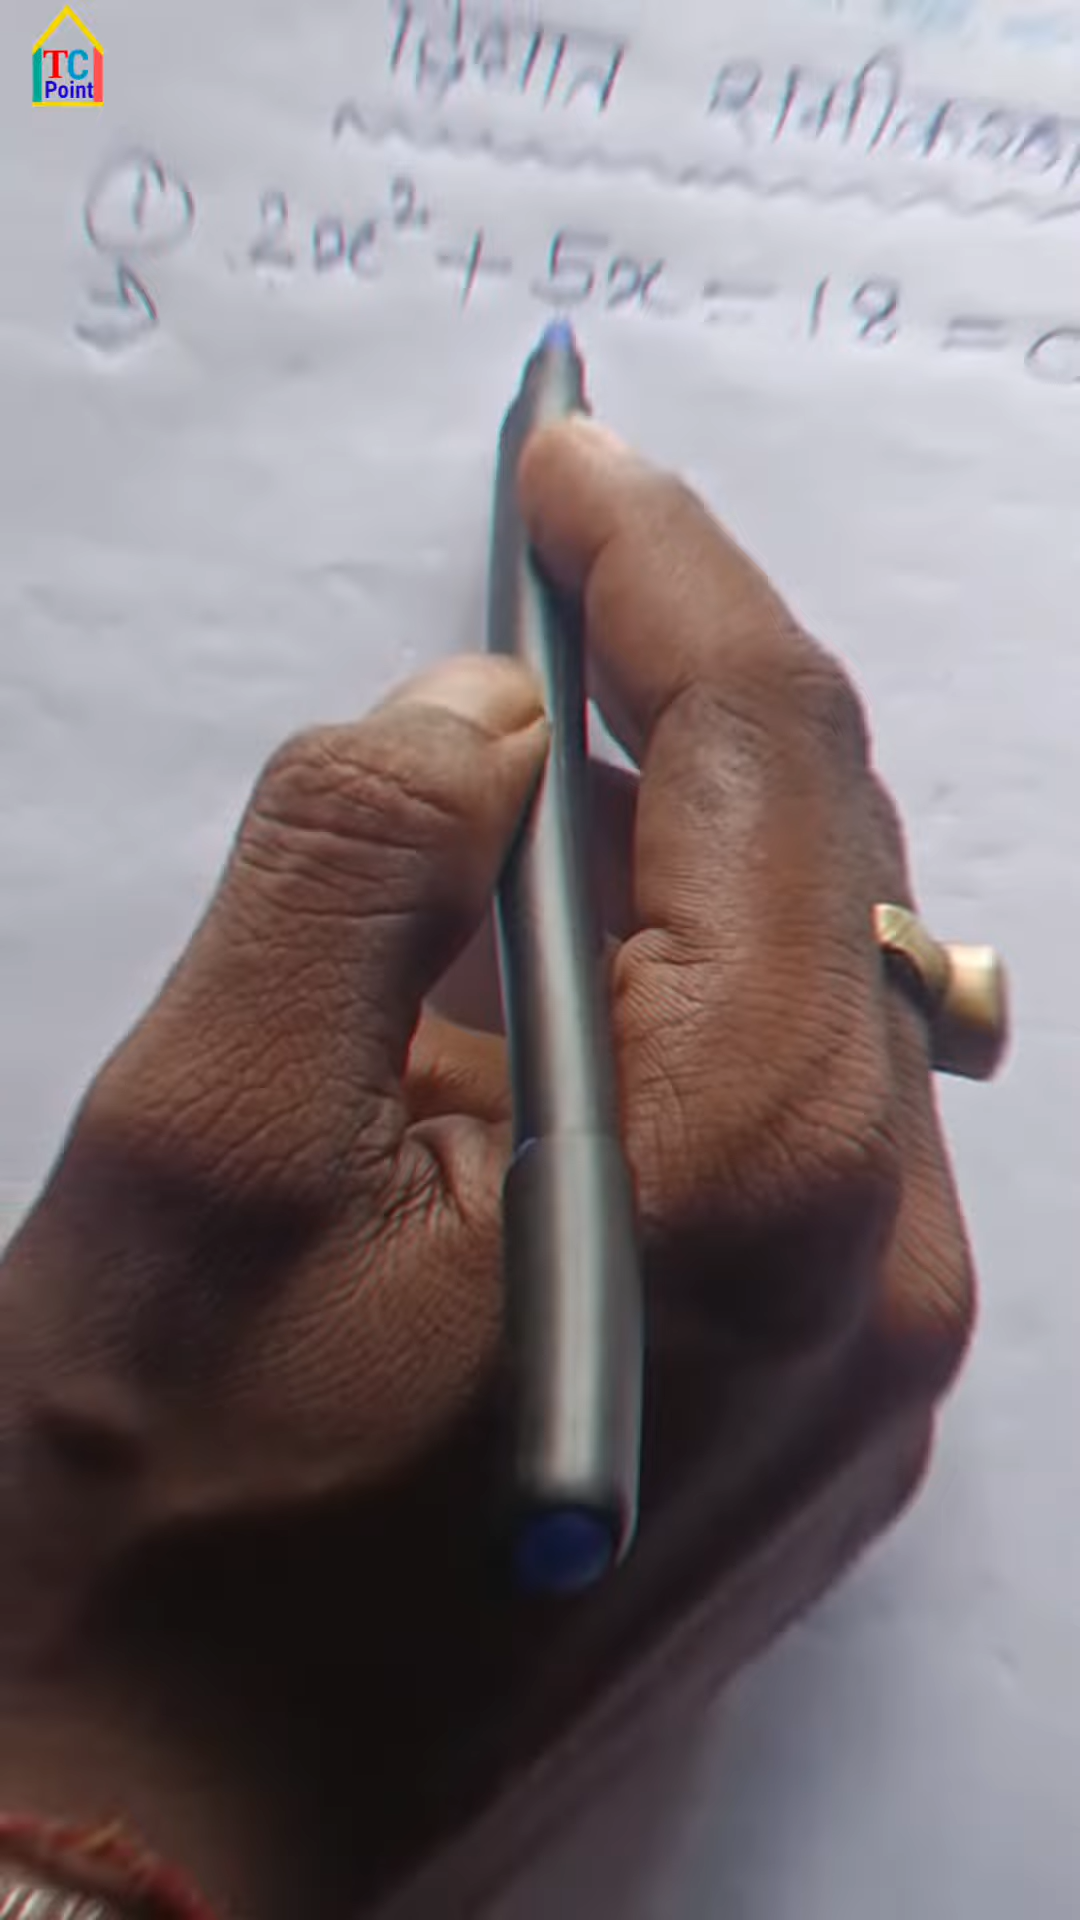 TC
Point
द्विघात समीकरण
① 2x² + 5x - 18 = 0